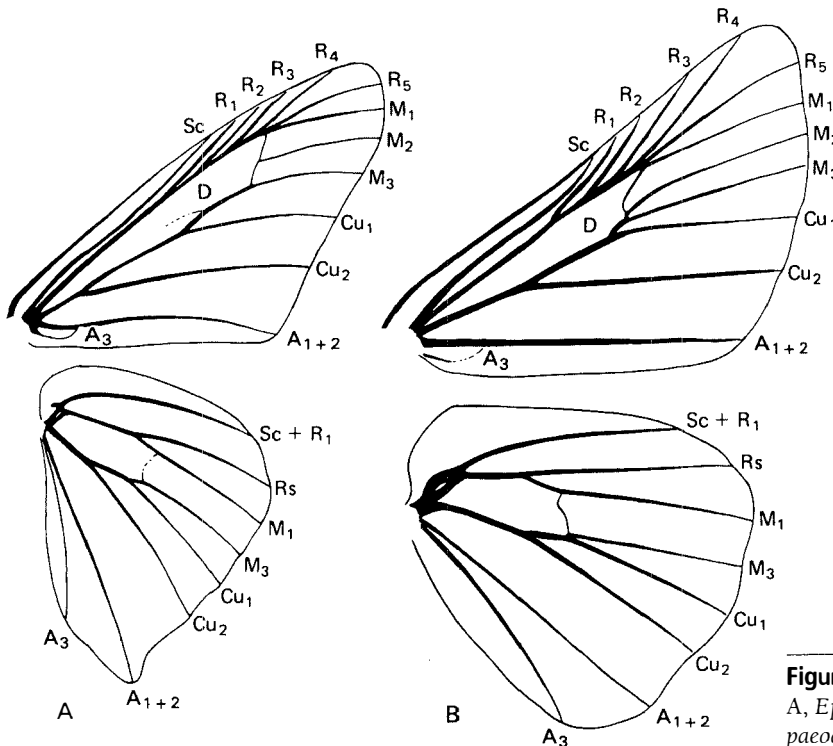 R4
R3
R2
R1
Sc
R5
M1
M2
M3
D
Cu1
Cu2
A3
A1+2
Sc + R1
Rs
M1
M3
Cu1
Cu2
A3
A1+2
A
R4
R3
R2
R1
Sc
R5
M1
M3
D
Cu2
A1+2
A3
Sc + R1
Rs
M1
M3
Cu1
Cu2
A1+2
A3
B
Figur
A, Ep
paeoc